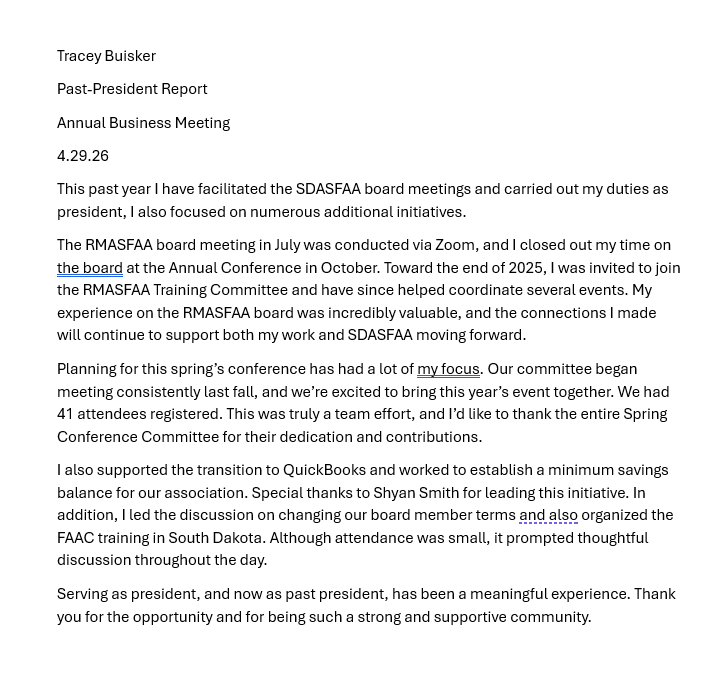 Tracey Buisker
Past-President Report
Annual Business Meeting
4.29.26
This past year I have facilitated the SDASFAA board meetings and carried out my duties as
president, I also focused on numerous additional initiatives.
The RMASFAA board meeting in July was conducted via Zoom, and I closed out my time on
the board at the Annual Conference in October. Toward the end of 2025, I was invited to join
the RMASFAA Training Committee and have since helped coordinate several events. My
experience on the RMASFAA board was incredibly valuable, and the connections I made
will continue to support both my work and SDASFAA moving forward.
Planning for this spring’s conference has had a lot of my focus. Our committee began
meeting consistently last fall, and we’re excited to bring this year’s event together. We had
41 attendees registered. This was truly a team effort, and I’d like to thank the entire Spring
Conference Committee for their dedication and contributions.
I also supported the transition to QuickBooks and worked to establish a minimum savings
balance for our association. Special thanks to Shyan Smith for leading this initiative. In
addition, I led the discussion on changing our board member terms and also organized the
FAAC training in South Dakota. Although attendance was small, it prompted thoughtful
discussion throughout the day.
Serving as president, and now as past president, has been a meaningful experience. Thank
you for the opportunity and for being such a strong and supportive community.